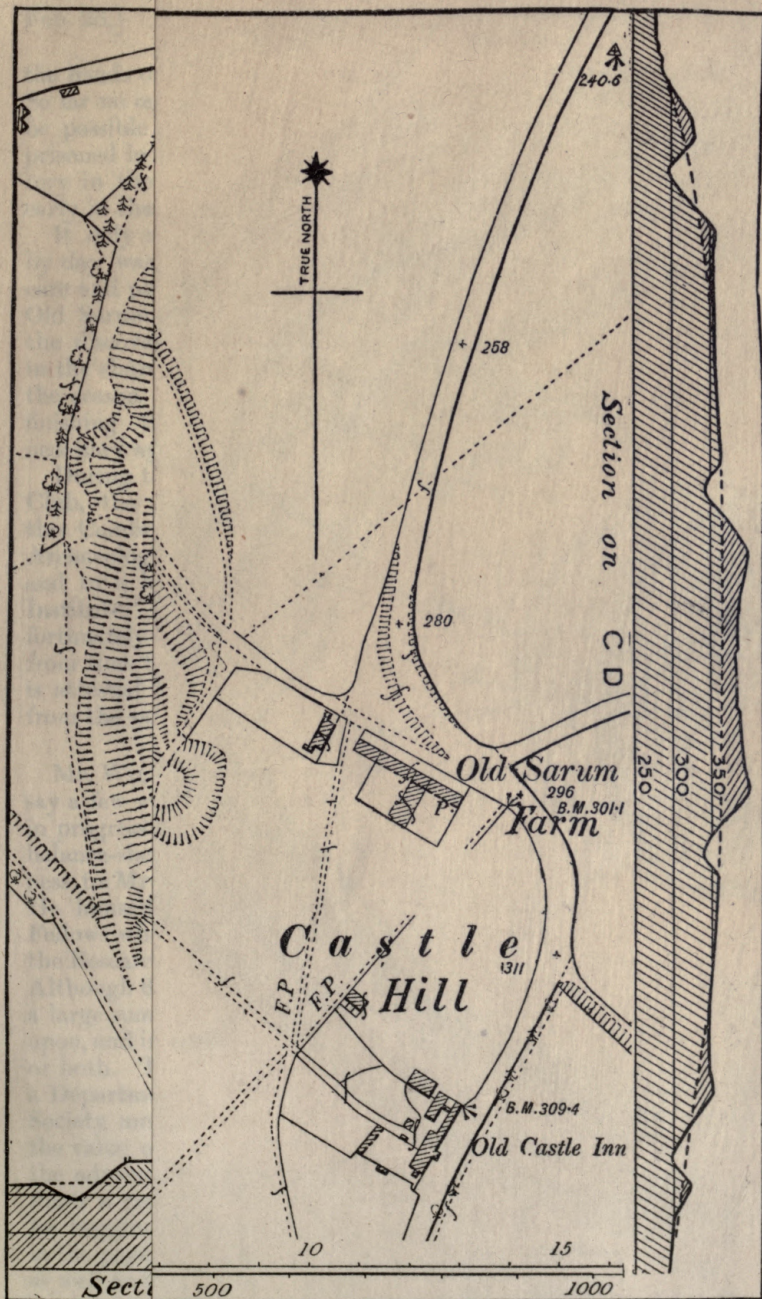 240·6
TRUE NORTH
258
Section on C D
280
250
300
350
Old Sarum
296
B.M.301·1
Farm
P.
Castle
311
Hill
F.P.
F.P.
B.M.309·4
P.
Old Castle Inn
10 15
Secti
500 1000